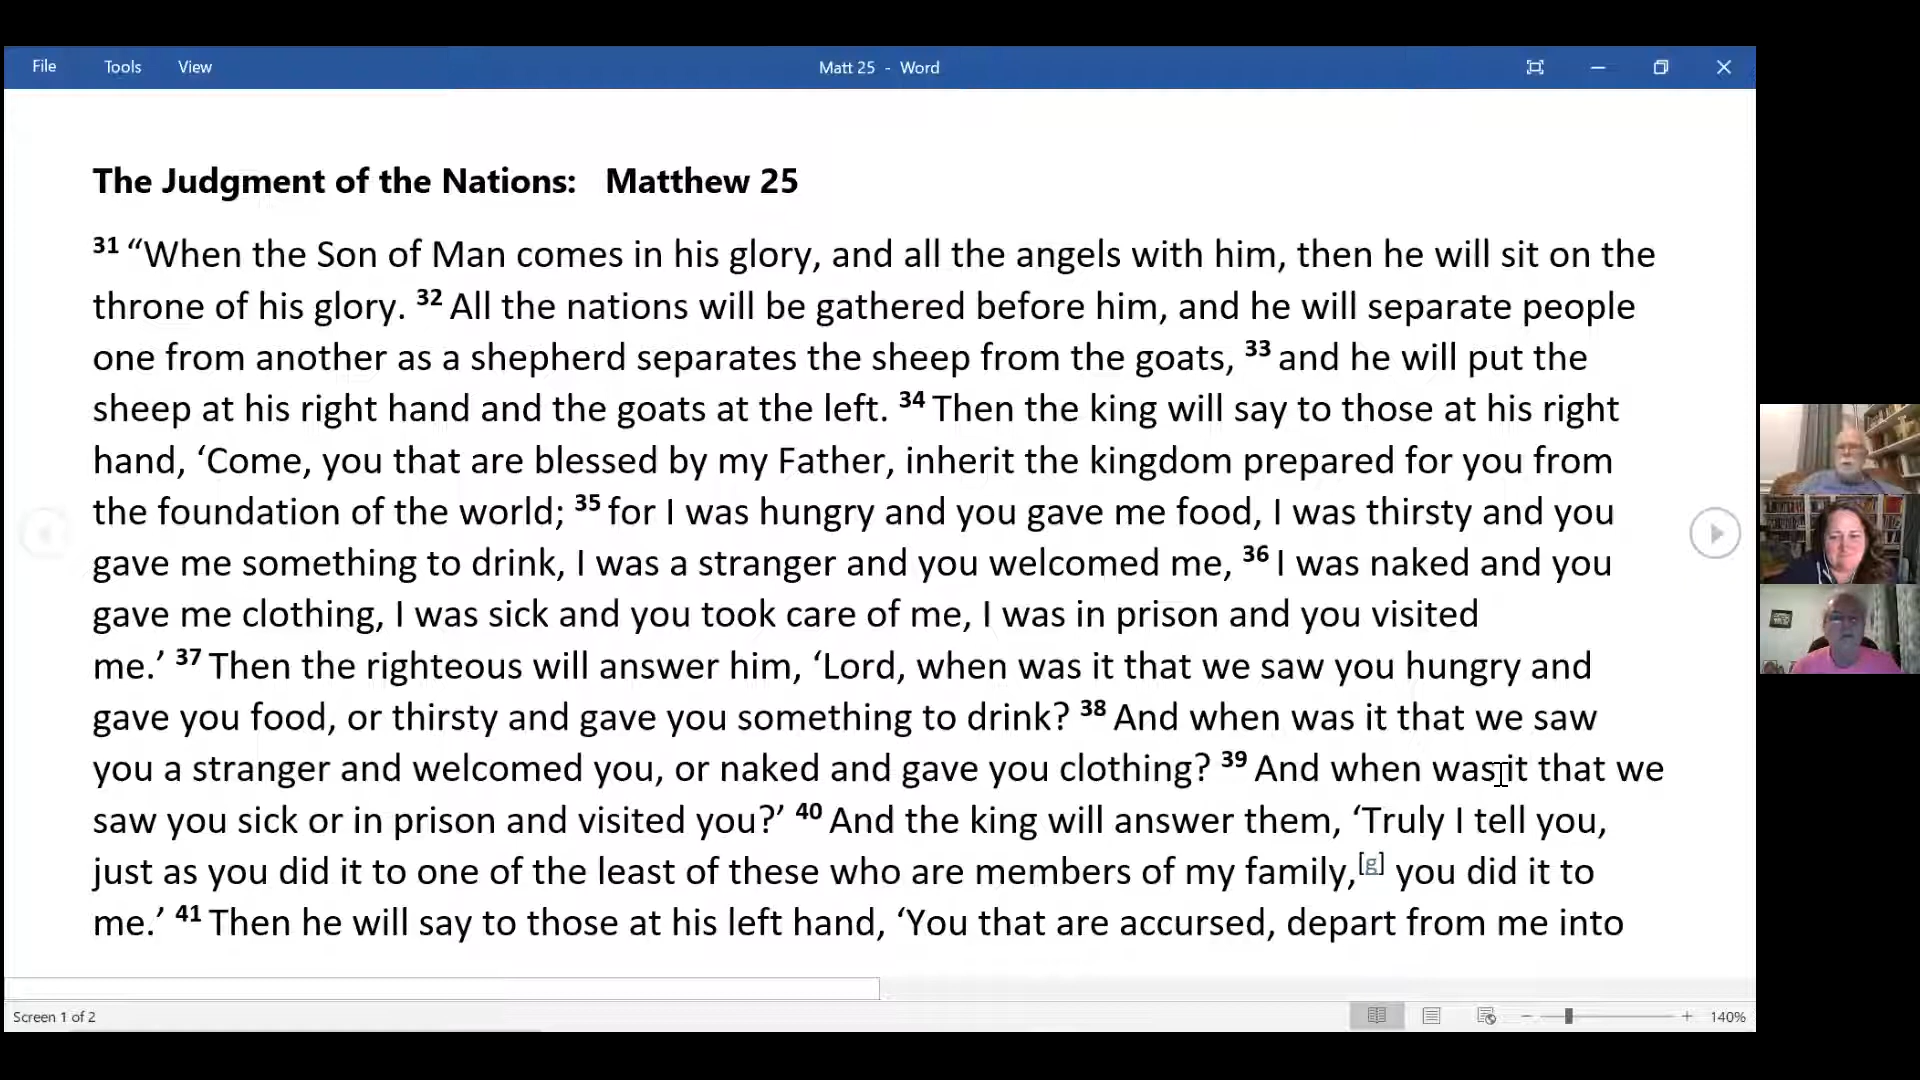 File Tools View Matt 25 - Word
The Judgment of the Nations: Matthew 25
31 “When the Son of Man comes in his glory, and all the angels with him, then he will sit on the
throne of his glory. 32 All the nations will be gathered before him, and he will separate people
one from another as a shepherd separates the sheep from the goats, 33 and he will put the
sheep at his right hand and the goats at the left. 34 Then the king will say to those at his right
hand, ‘Come, you that are blessed by my Father, inherit the kingdom prepared for you from
the foundation of the world; 35 for I was hungry and you gave me food, I was thirsty and you
gave me something to drink, I was a stranger and you welcomed me, 36 I was naked and you
gave me clothing, I was sick and you took care of me, I was in prison and you visited
me.’ 37 Then the righteous will answer him, ‘Lord, when was it that we saw you hungry and
gave you food, or thirsty and gave you something to drink? 38 And when was it that we saw
you a stranger and welcomed you, or naked and gave you clothing? 39 And when was it that we
saw you sick or in prison and visited you?’ 40 And the king will answer them, ‘Truly I tell you,
just as you did it to one of the least of these who are members of my family,[g] you did it to
me.’ 41 Then he will say to those at his left hand, ‘You that are accursed, depart from me into
Screen 1 of 2 140%